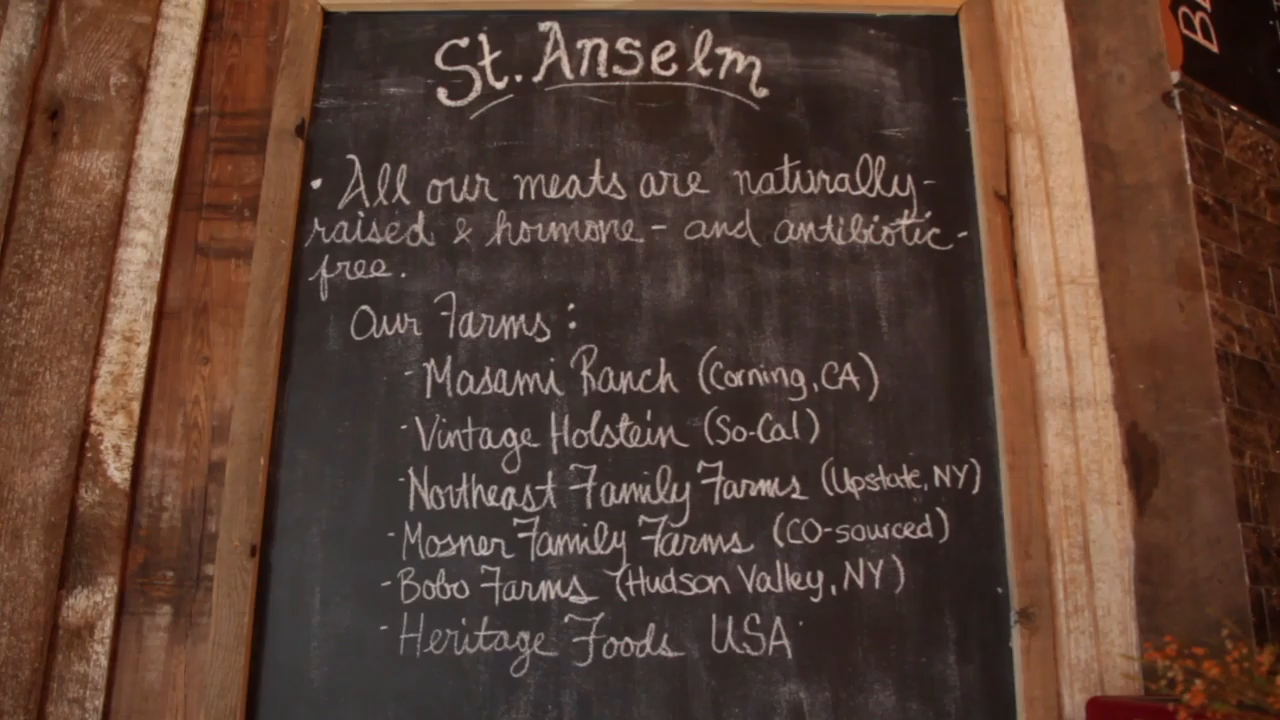 St. Anselm
· All our meats are naturally-
raised & hormone- and antibiotic-
free.
Our Farms:
- Masami Ranch (Corning, CA)
- Vintage Holstein (So-Cal)
- Northeast Family Farms (Upstate, NY)
- Mosner Family Farms (CO-sourced)
- Bobo Farms (Hudson Valley, NY)
- Heritage Foods USA